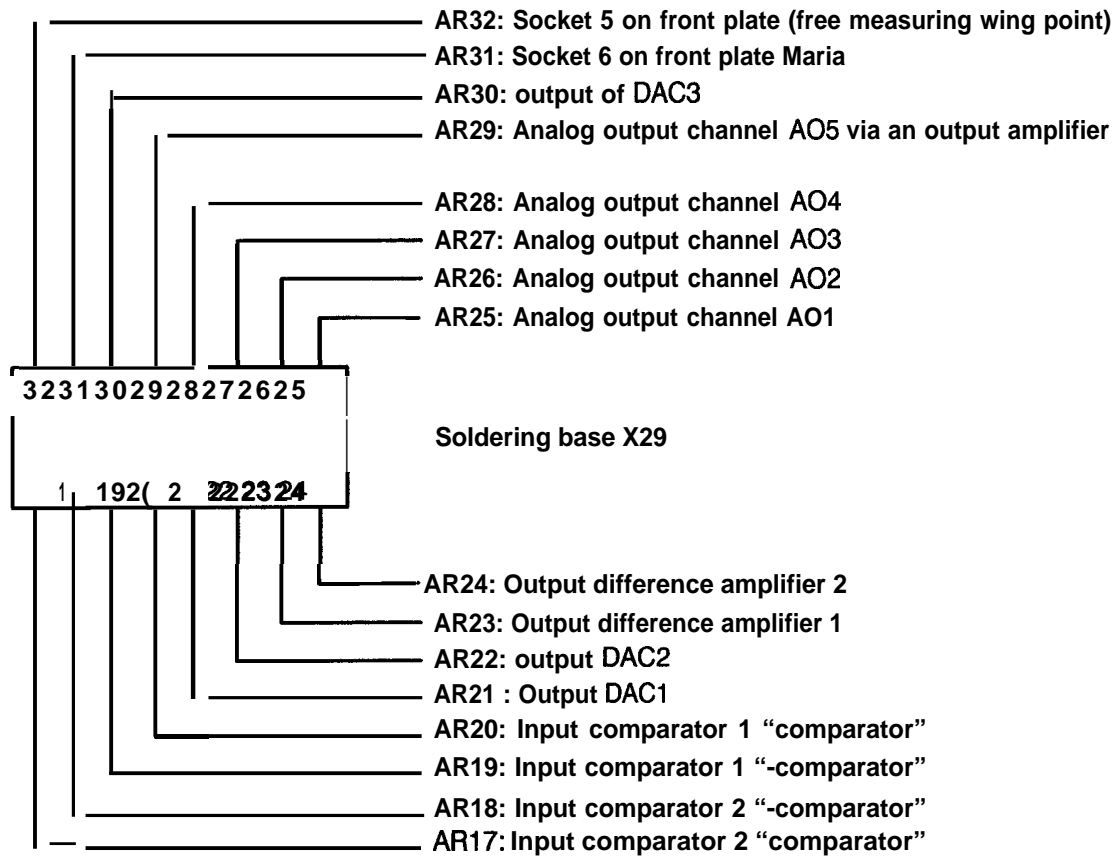 AR32: Socket 5 on front plate (free measuring wing point)
AR31: Socket 6 on front plate Maria
AR30: output of DAC3
AR29: Analog output channel AO5 via an output amplifier
AR28: Analog output channel AO4
AR27: Analog output channel AO3
AR26: Analog output channel AO2
AR25: Analog output channel AO1
3231302928272625
Soldering base X29
1 192( 2 222324
AR24: Output difference amplifier 2
AR23: Output difference amplifier 1
AR22: output DAC2
AR21 : Output DAC1
AR20: Input comparator 1 “comparator”
AR19: Input comparator 1 “-comparator”
AR18: Input comparator 2 “-comparator”
AR17: Input comparator 2 “comparator”